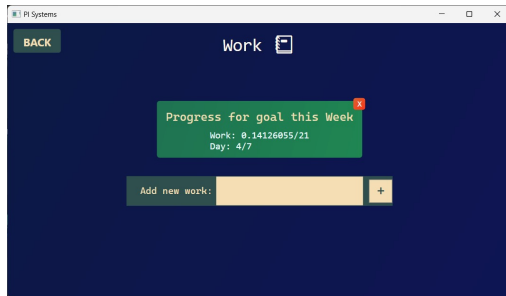 PI Systems
BACK
Work
X
Progress for goal this Week
Work: 0.14126055/21
Day: 4/7
Add new work:
+